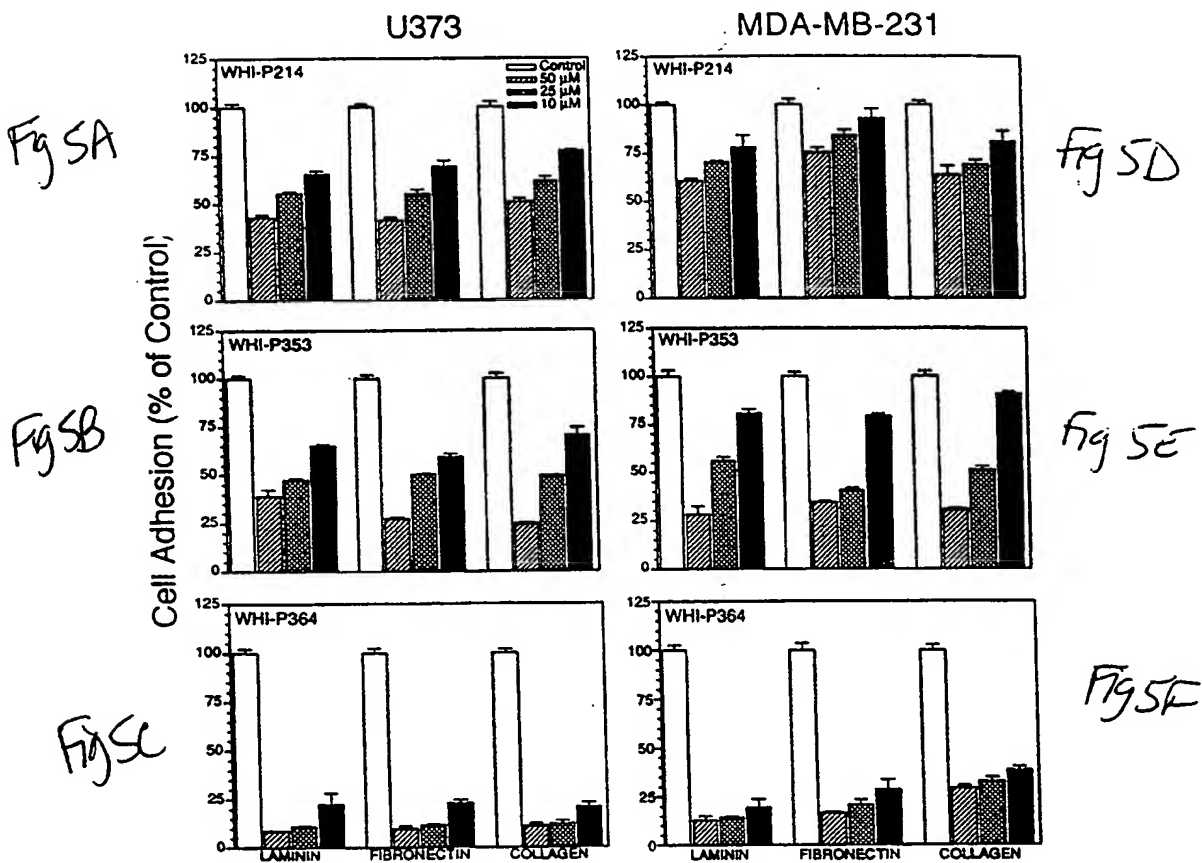 U373
MDA-MB-231
Cell Adhesion (% of Control)
Fig 5A
WHI-P214
Control
50 μM
25 μM
10 μM
125
100
75
50
25
0
WHI-P214
125
100
75
50
25
0
Fig 5D
Fig 5B
WHI-P353
125
100
75
50
25
0
WHI-P353
125
100
75
50
25
0
Fig 5E
Fig 5C
WHI-P364
125
100
75
50
25
0
LAMININ FIBRONECTIN COLLAGEN
WHI-P364
125
100
75
50
25
0
LAMININ FIBRONECTIN COLLAGEN
Fig 5F